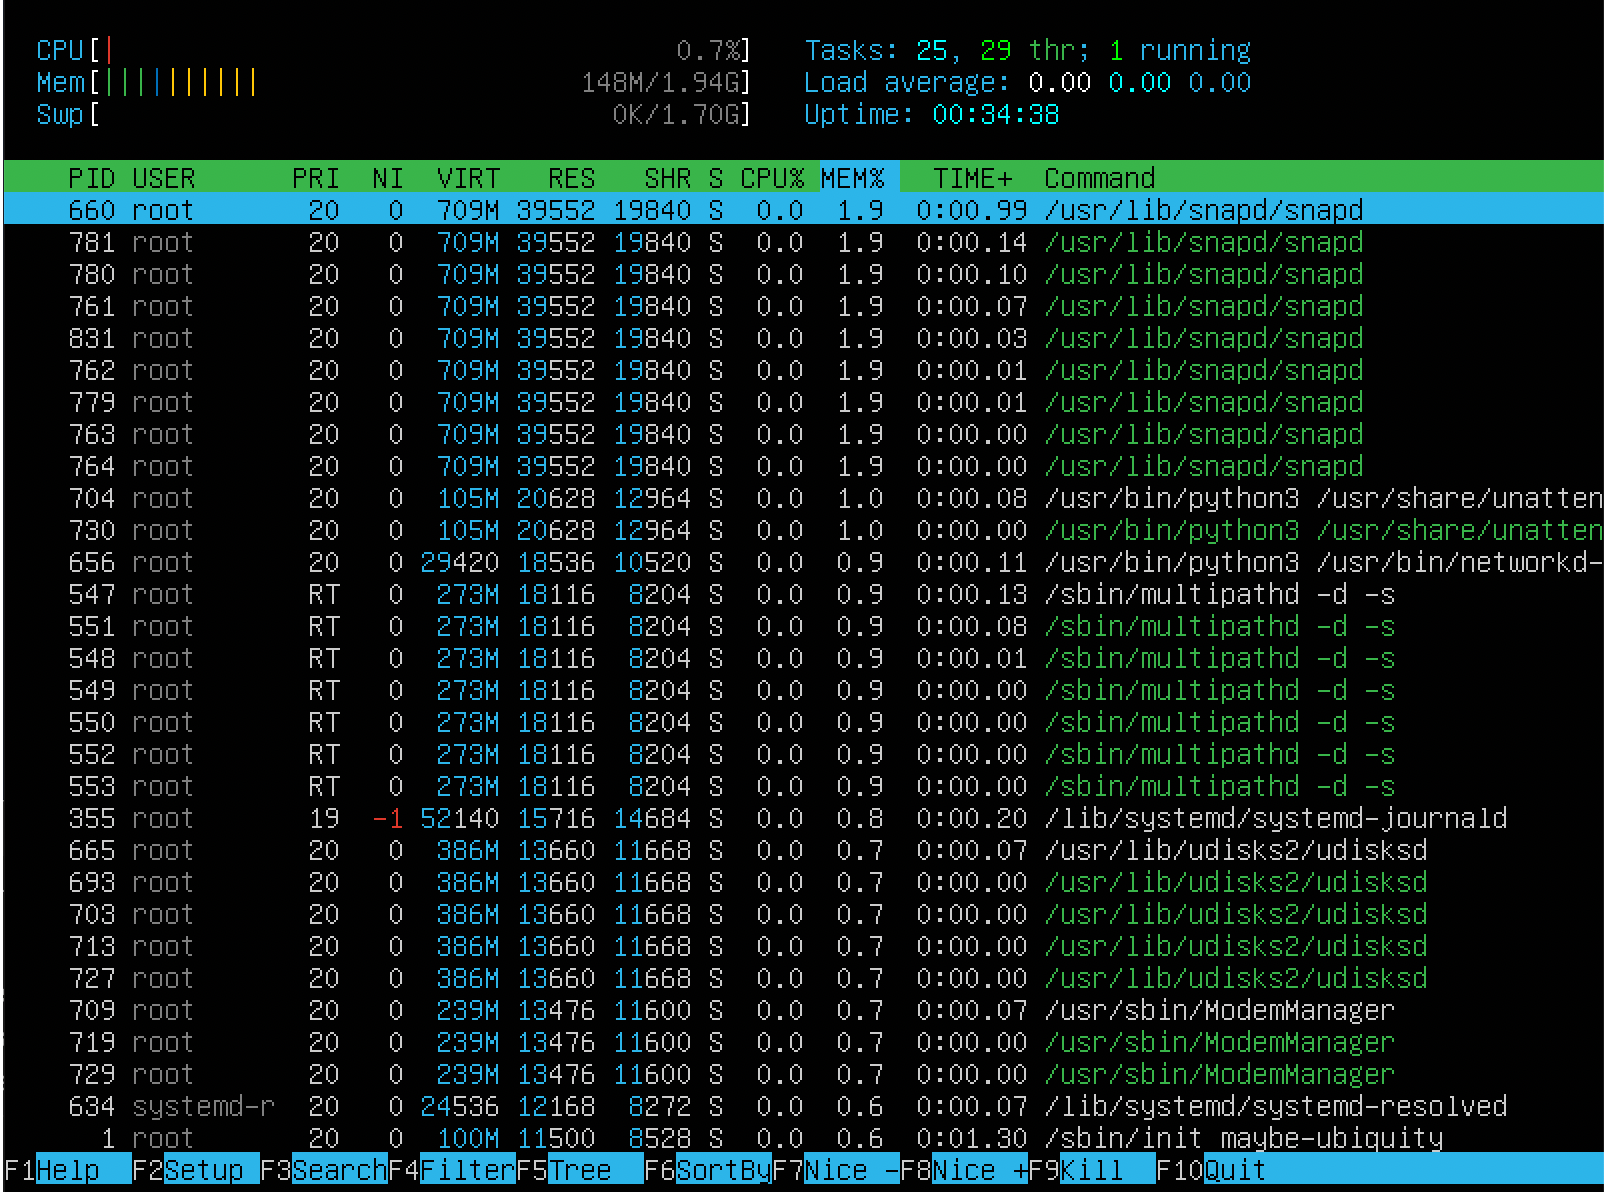 CPU[| 0.7%] Tasks: 25, 29 thr; 1 running
Mem[|||||||||| 148M/1.94G] Load average: 0.00 0.00 0.00
Swp[ 0K/1.70G] Uptime: 00:34:38
PID USER PRI NI VIRT RES SHR S CPU% MEM% TIME+ Command
660 root 20 0 709M 39552 19840 S 0.0 1.9 0:00.99 /usr/lib/snapd/snapd
781 root 20 0 709M 39552 19840 S 0.0 1.9 0:00.14 /usr/lib/snapd/snapd
780 root 20 0 709M 39552 19840 S 0.0 1.9 0:00.10 /usr/lib/snapd/snapd
761 root 20 0 709M 39552 19840 S 0.0 1.9 0:00.07 /usr/lib/snapd/snapd
831 root 20 0 709M 39552 19840 S 0.0 1.9 0:00.03 /usr/lib/snapd/snapd
762 root 20 0 709M 39552 19840 S 0.0 1.9 0:00.01 /usr/lib/snapd/snapd
779 root 20 0 709M 39552 19840 S 0.0 1.9 0:00.01 /usr/lib/snapd/snapd
763 root 20 0 709M 39552 19840 S 0.0 1.9 0:00.00 /usr/lib/snapd/snapd
764 root 20 0 709M 39552 19840 S 0.0 1.9 0:00.00 /usr/lib/snapd/snapd
704 root 20 0 105M 20628 12964 S 0.0 1.0 0:00.08 /usr/bin/python3 /usr/share/unatten
730 root 20 0 105M 20628 12964 S 0.0 1.0 0:00.00 /usr/bin/python3 /usr/share/unatten
656 root 20 0 29420 18536 10520 S 0.0 0.9 0:00.11 /usr/bin/python3 /usr/bin/networkd-
547 root RT 0 273M 18116 8204 S 0.0 0.9 0:00.13 /sbin/multipathd -d -s
551 root RT 0 273M 18116 8204 S 0.0 0.9 0:00.08 /sbin/multipathd -d -s
548 root RT 0 273M 18116 8204 S 0.0 0.9 0:00.01 /sbin/multipathd -d -s
549 root RT 0 273M 18116 8204 S 0.0 0.9 0:00.00 /sbin/multipathd -d -s
550 root RT 0 273M 18116 8204 S 0.0 0.9 0:00.00 /sbin/multipathd -d -s
552 root RT 0 273M 18116 8204 S 0.0 0.9 0:00.00 /sbin/multipathd -d -s
553 root RT 0 273M 18116 8204 S 0.0 0.9 0:00.00 /sbin/multipathd -d -s
355 root 19 -1 52140 15716 14684 S 0.0 0.8 0:00.20 /lib/systemd/systemd-journald
665 root 20 0 386M 13660 11668 S 0.0 0.7 0:00.07 /usr/lib/udisks2/udisksd
693 root 20 0 386M 13660 11668 S 0.0 0.7 0:00.00 /usr/lib/udisks2/udisksd
703 root 20 0 386M 13660 11668 S 0.0 0.7 0:00.00 /usr/lib/udisks2/udisksd
713 root 20 0 386M 13660 11668 S 0.0 0.7 0:00.00 /usr/lib/udisks2/udisksd
727 root 20 0 386M 13660 11668 S 0.0 0.7 0:00.00 /usr/lib/udisks2/udisksd
709 root 20 0 239M 13476 11600 S 0.0 0.7 0:00.07 /usr/sbin/ModemManager
719 root 20 0 239M 13476 11600 S 0.0 0.7 0:00.00 /usr/sbin/ModemManager
729 root 20 0 239M 13476 11600 S 0.0 0.7 0:00.00 /usr/sbin/ModemManager
634 systemd-r 20 0 24536 12168 8272 S 0.0 0.6 0:00.07 /lib/systemd/systemd-resolved
1 root 20 0 100M 11500 8528 S 0.0 0.6 0:01.30 /sbin/init maybe-ubiquity
F1Help F2Setup F3SearchF4FilterF5Tree F6SortByF7Nice -F8Nice +F9Kill F10Quit